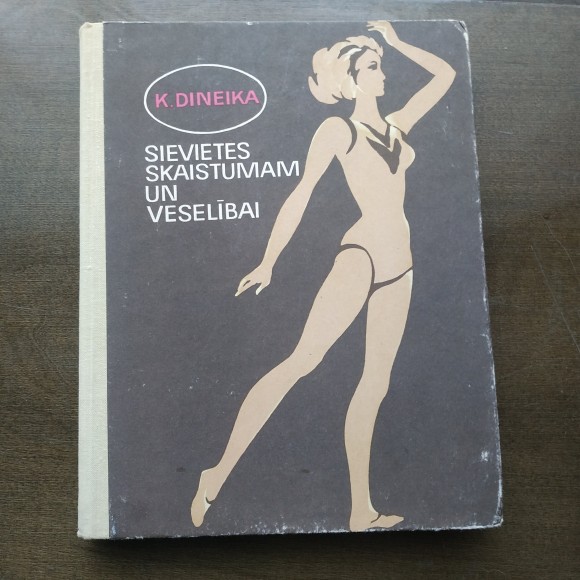 K. DINEIKA
SIEVIETES
SKAISTUMAM
UN
VESELĪBAI